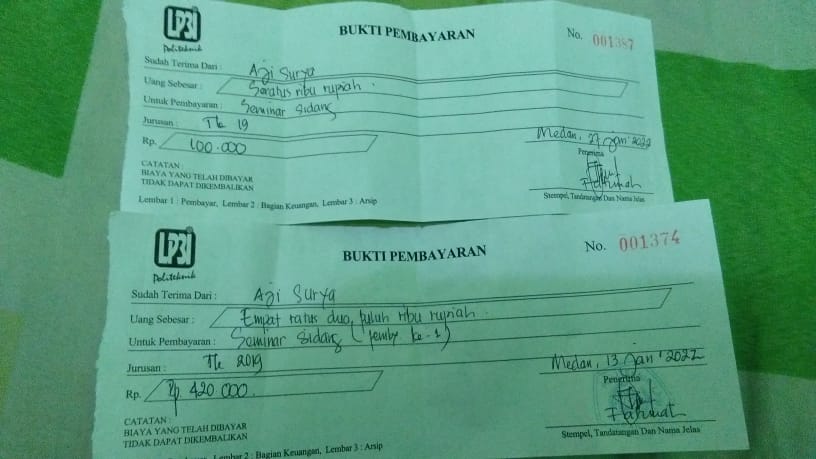 LP3I
Politeknik
BUKTI PEMBAYARAN
No. 001387
Sudah Terima Dari : Aji Surya
Uang Sebesar : Seratus ribu rupiah
Untuk Pembayaran : Seminar Sidang
Jurusan : TK 19
Rp. 100.000
Medan, 27 jan' 2022
Penerima
CATATAN :
BIAYA YANG TELAH DIBAYAR
TIDAK DAPAT DIKEMBALIKAN
Stempel, Tandatangan Dan Nama Jelas
Lembar 1 : Pembayar, Lembar 2 : Bagian Keuangan, Lembar 3 : Arsip
LP3I
Politeknik
BUKTI PEMBAYARAN
No. 001374
Sudah Terima Dari : Aji Surya
Uang Sebesar : Empat ratus dua puluh ribu rupiah
Untuk Pembayaran : Seminar Sidang ( ke-1)
Jurusan : TK 2019
Rp. Rp. 420.000
Medan, 13 jan' 2022
Penerima
CATATAN :
BIAYA YANG TELAH DIBAYAR
TIDAK DAPAT DIKEMBALIKAN
Stempel, Tandatangan Dan Nama Jelas
Lembar 2 : Bagian Keuangan, Lembar 3 : Arsip